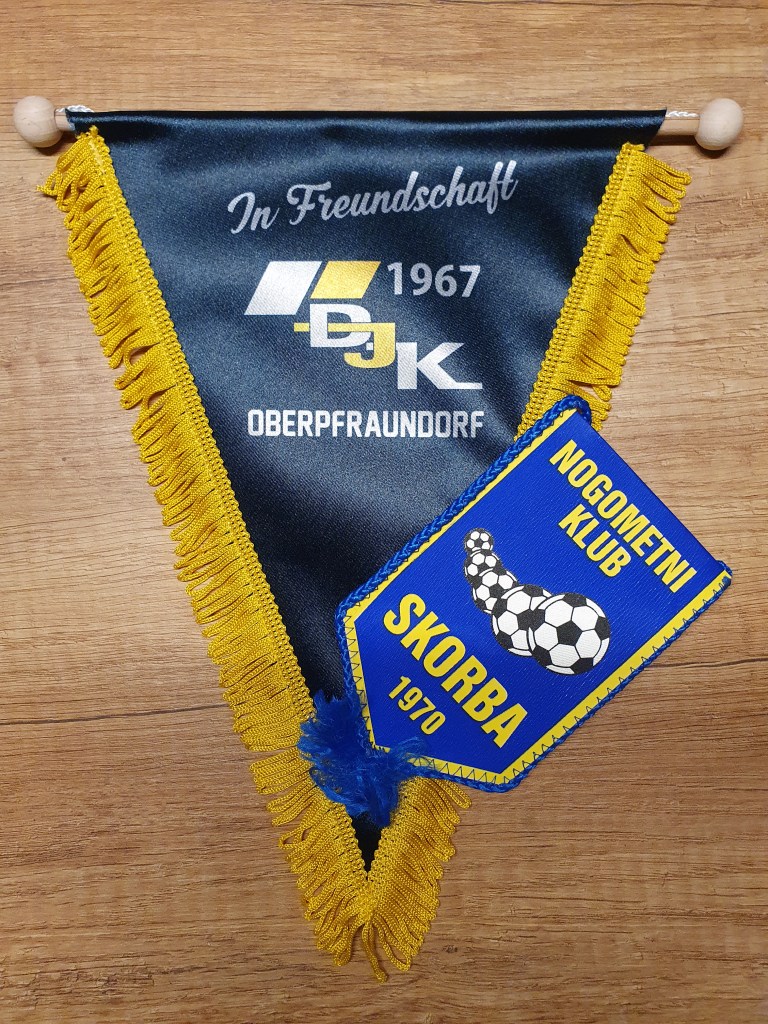 In Freundschaft
1967
DJK
OBERPFRAUNDORF
NOGOMETNI
KLUB
SKORBA
1970